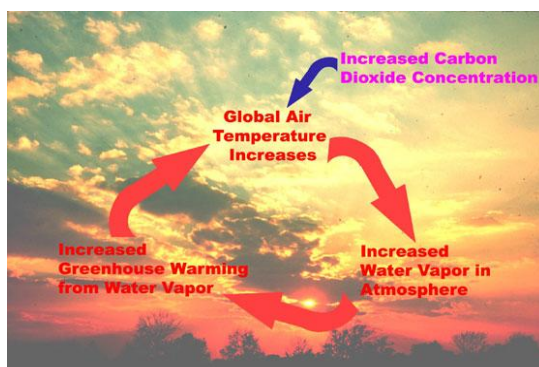 Increased Carbon
Dioxide Concentration
Global Air
Temperature
Increases
Increased
Water Vapor in
Atmosphere
Increased
Greenhouse Warming
from Water Vapor